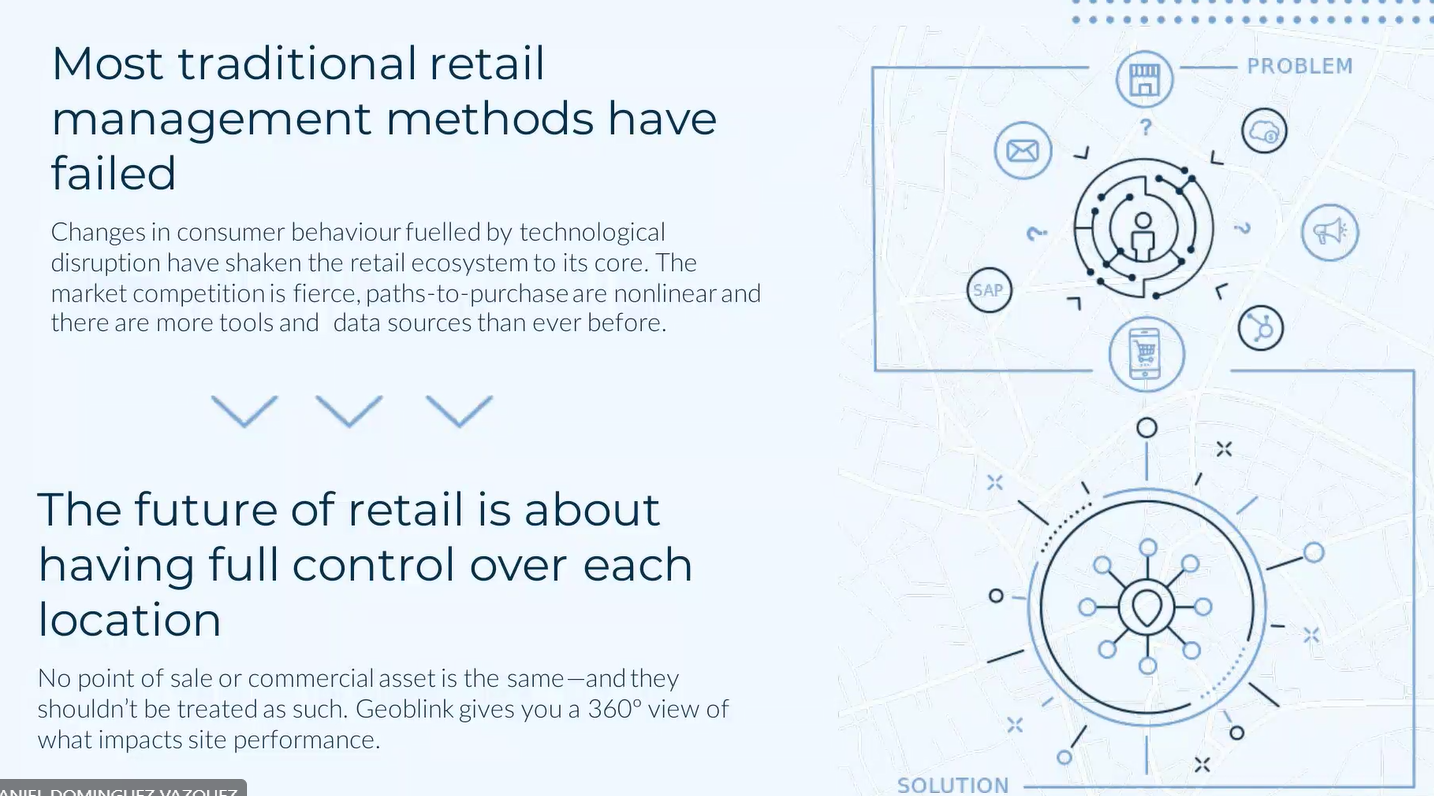 Most traditional retail
management methods have
failed
Changes in consumer behaviour fuelled by technological
disruption have shaken the retail ecosystem to its core. The
market competition is fierce, paths-to-purchase are nonlinear and
there are more tools and data sources than ever before.
The future of retail is about
having full control over each
location
No point of sale or commercial asset is the same—and they
shouldn't be treated as such. Geoblink gives you a 360º view of
what impacts site performance.
PROBLEM
?
?
?
SAP
$
SOLUTION
ANIEL DOMINGUEZ VAZQUEZ